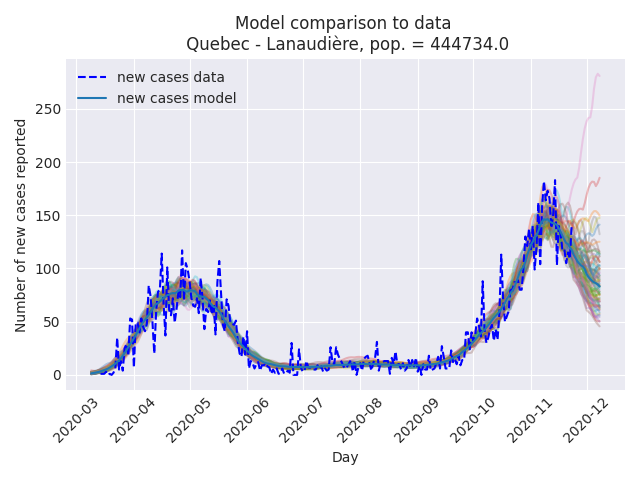 Model comparison to data
Quebec - Lanaudière, pop. = 444734.0
new cases data
new cases model
Number of new cases reported
250
200
150
100
50
0
2020-03
2020-04
2020-05
2020-06
2020-07
2020-08
2020-09
2020-10
2020-11
2020-12
Day